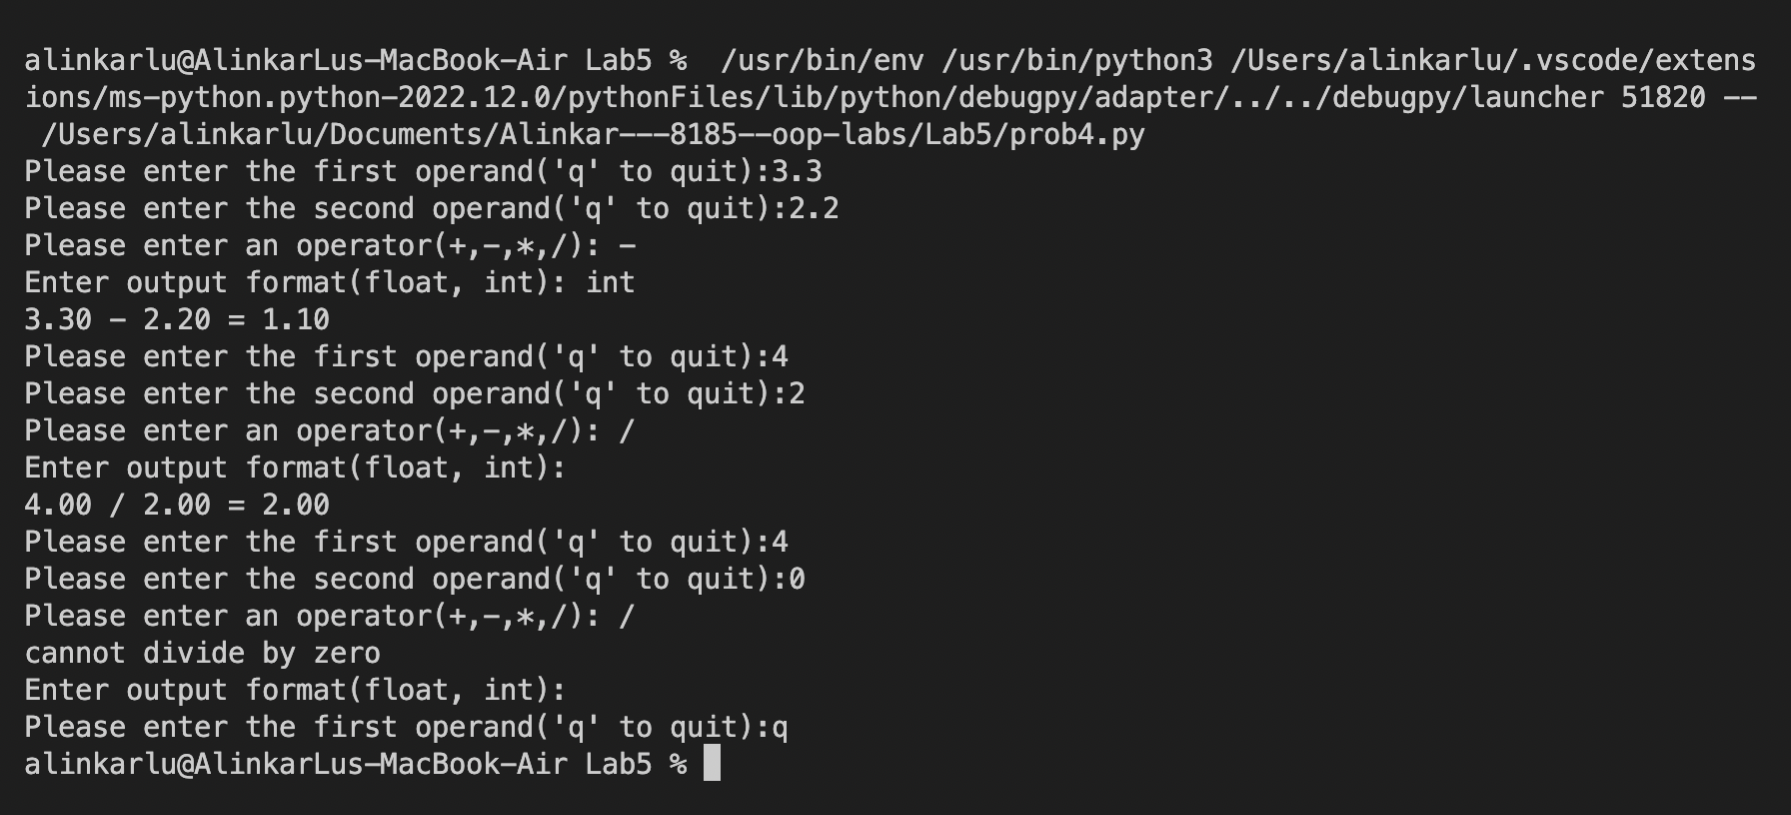 alinkarlu@AlinkarLus-MacBook-Air Lab5 %  /usr/bin/env /usr/bin/python3 /Users/alinkarlu/.vscode/extens
ions/ms-python.python-2022.12.0/pythonFiles/lib/python/debugpy/adapter/../../debugpy/launcher 51820 --
 /Users/alinkarlu/Documents/Alinkar---8185--oop-labs/Lab5/prob4.py
Please enter the first operand('q' to quit):3.3
Please enter the second operand('q' to quit):2.2
Please enter an operator(+,-,*,/): -
Enter output format(float, int): int
3.30 - 2.20 = 1.10
Please enter the first operand('q' to quit):4
Please enter the second operand('q' to quit):2
Please enter an operator(+,-,*,/): /
Enter output format(float, int):
4.00 / 2.00 = 2.00
Please enter the first operand('q' to quit):4
Please enter the second operand('q' to quit):0
Please enter an operator(+,-,*,/): /
cannot divide by zero
Enter output format(float, int):
Please enter the first operand('q' to quit):q
alinkarlu@AlinkarLus-MacBook-Air Lab5 %